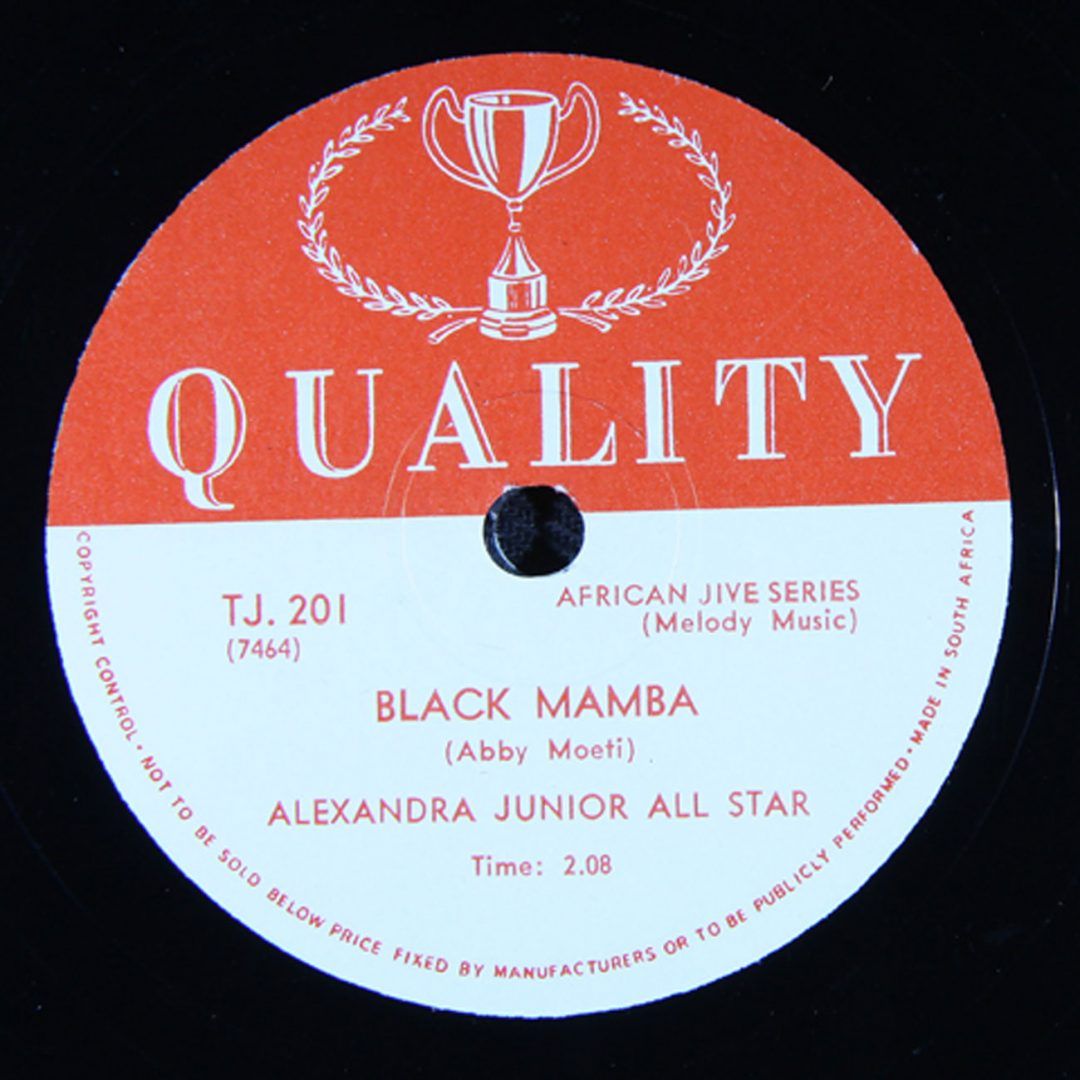 QUALITY
TJ. 201
(7464)
AFRICAN JIVE SERIES
(Melody Music)
BLACK MAMBA
(Abby Moeti)
ALEXANDRA JUNIOR ALL STAR
Time: 2.08
COPYRIGHT CONTROL • NOT TO BE SOLD BELOW PRICE FIXED BY MANUFACTURERS OR TO BE PUBLICLY PERFORMED • MADE IN SOUTH AFRICA